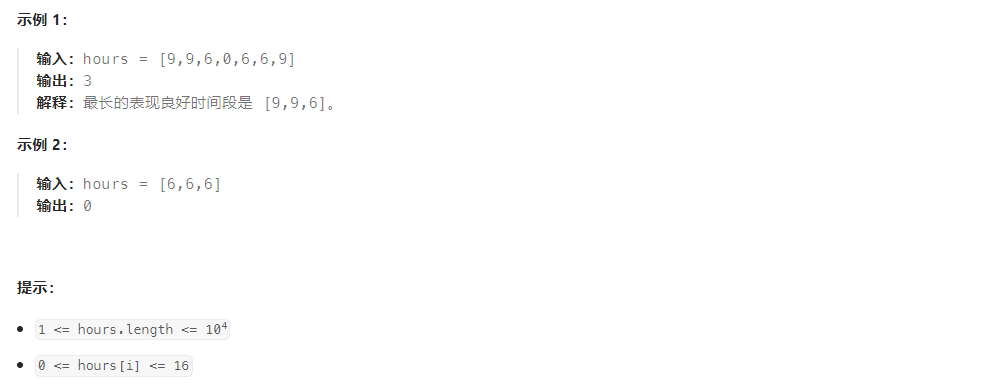 示例 1：
输入：hours = [9,9,6,0,6,6,9]
输出：3
解释：最长的表现良好时间段是 [9,9,6]。
示例 2：
输入：hours = [6,6,6]
输出：0
提示：
• 1 <= hours.length <= 10⁴
• 0 <= hours[i] <= 16